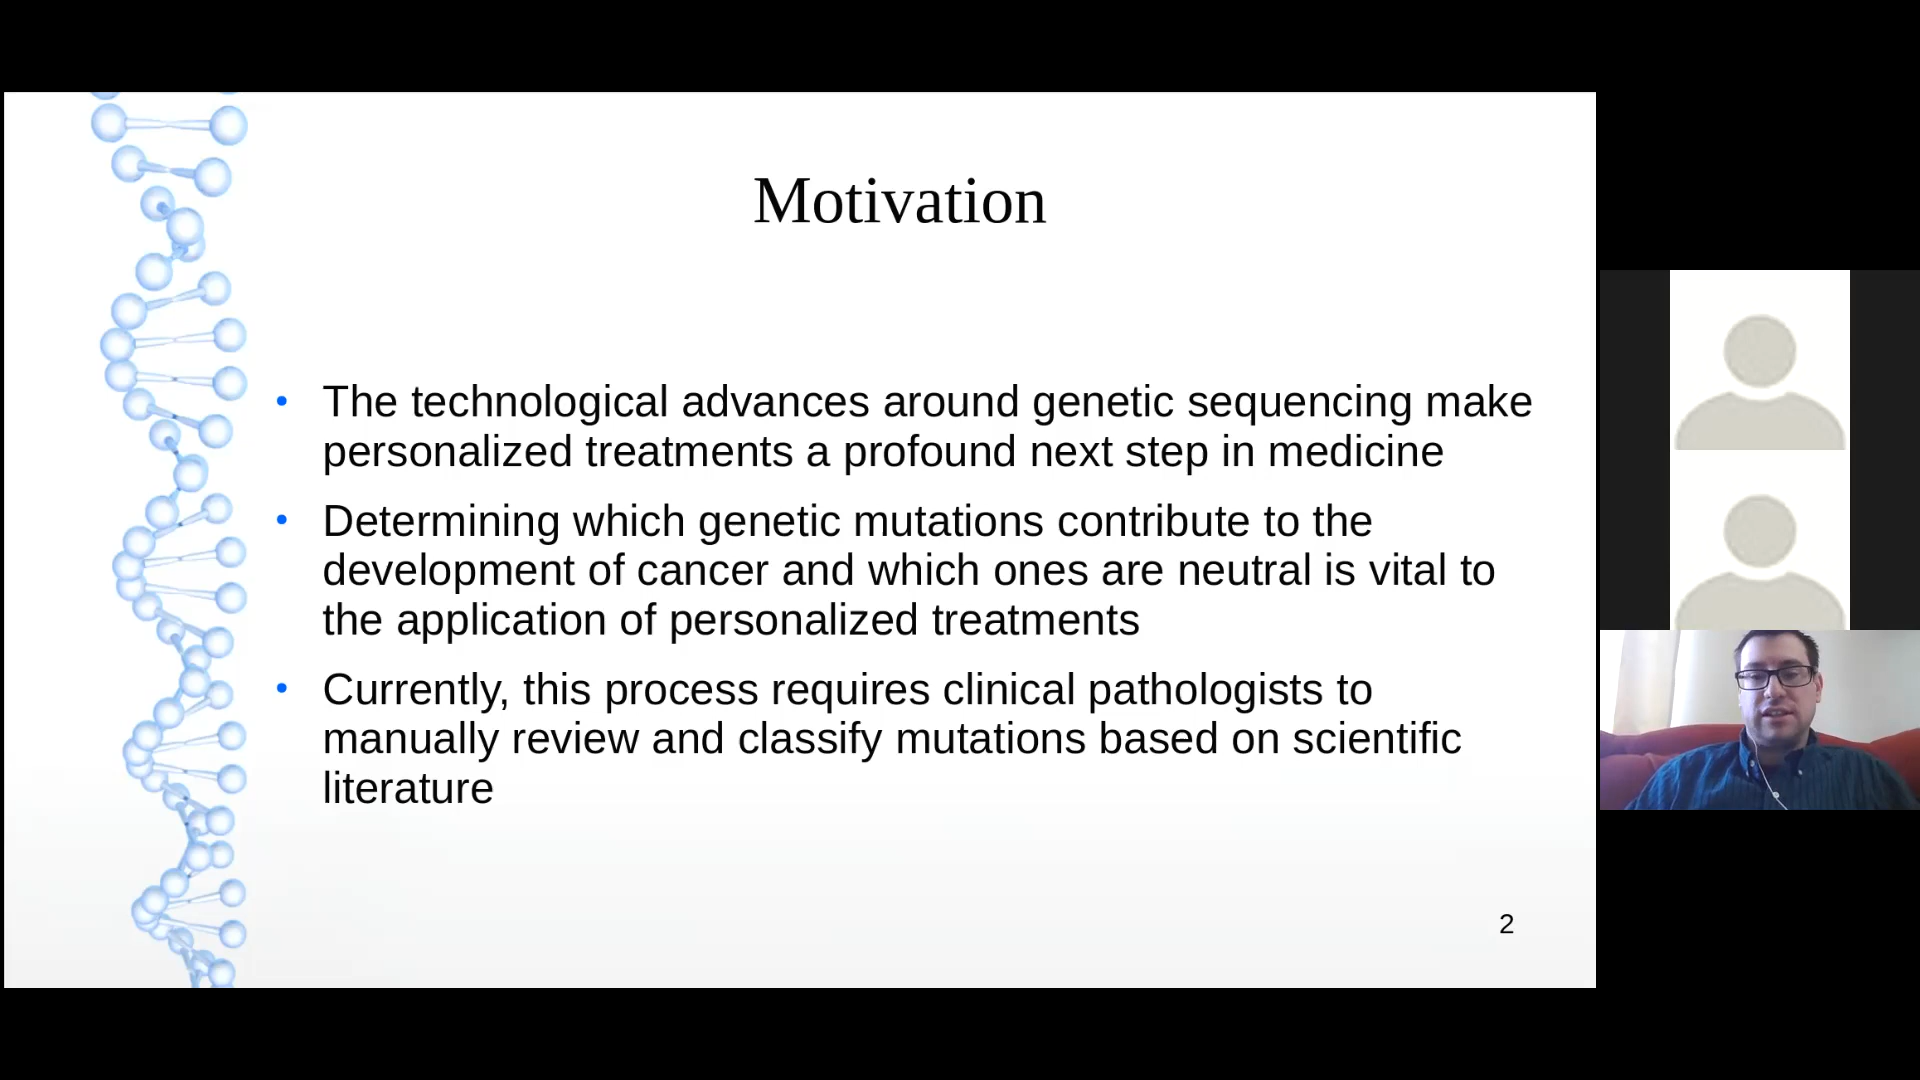 Motivation
• The technological advances around genetic sequencing make
personalized treatments a profound next step in medicine
• Determining which genetic mutations contribute to the
development of cancer and which ones are neutral is vital to
the application of personalized treatments
• Currently, this process requires clinical pathologists to
manually review and classify mutations based on scientific
literature
2